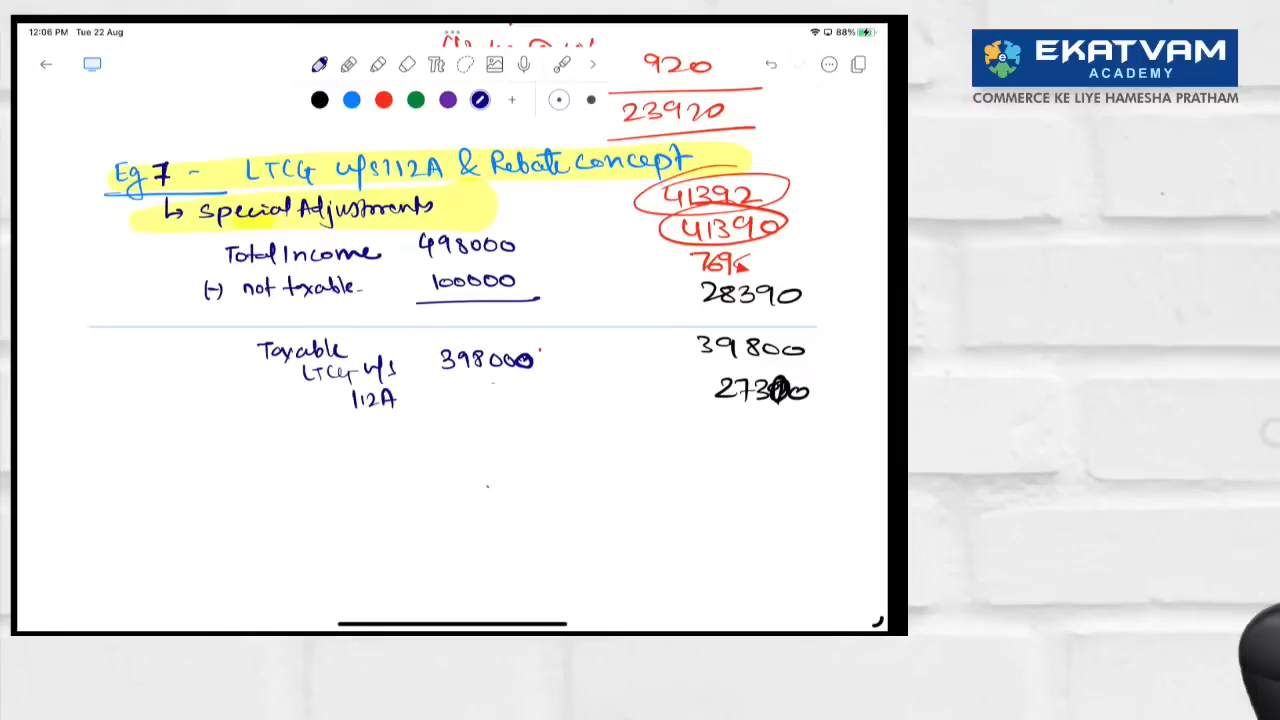 12:06 PM Tue 22 Aug
88%
EKATVAM
ACADEMY
COMMERCE KE LIYE HAMESHA PRATHAM
920
23920
Eg 7 - LTCG u/s 112A & Rebate concept
↳ Special Adjustments
41392
41390
Total Income 498000
(-) not taxable. 100000
28390
Taxable 398000
LTCG u/s
112A
39800